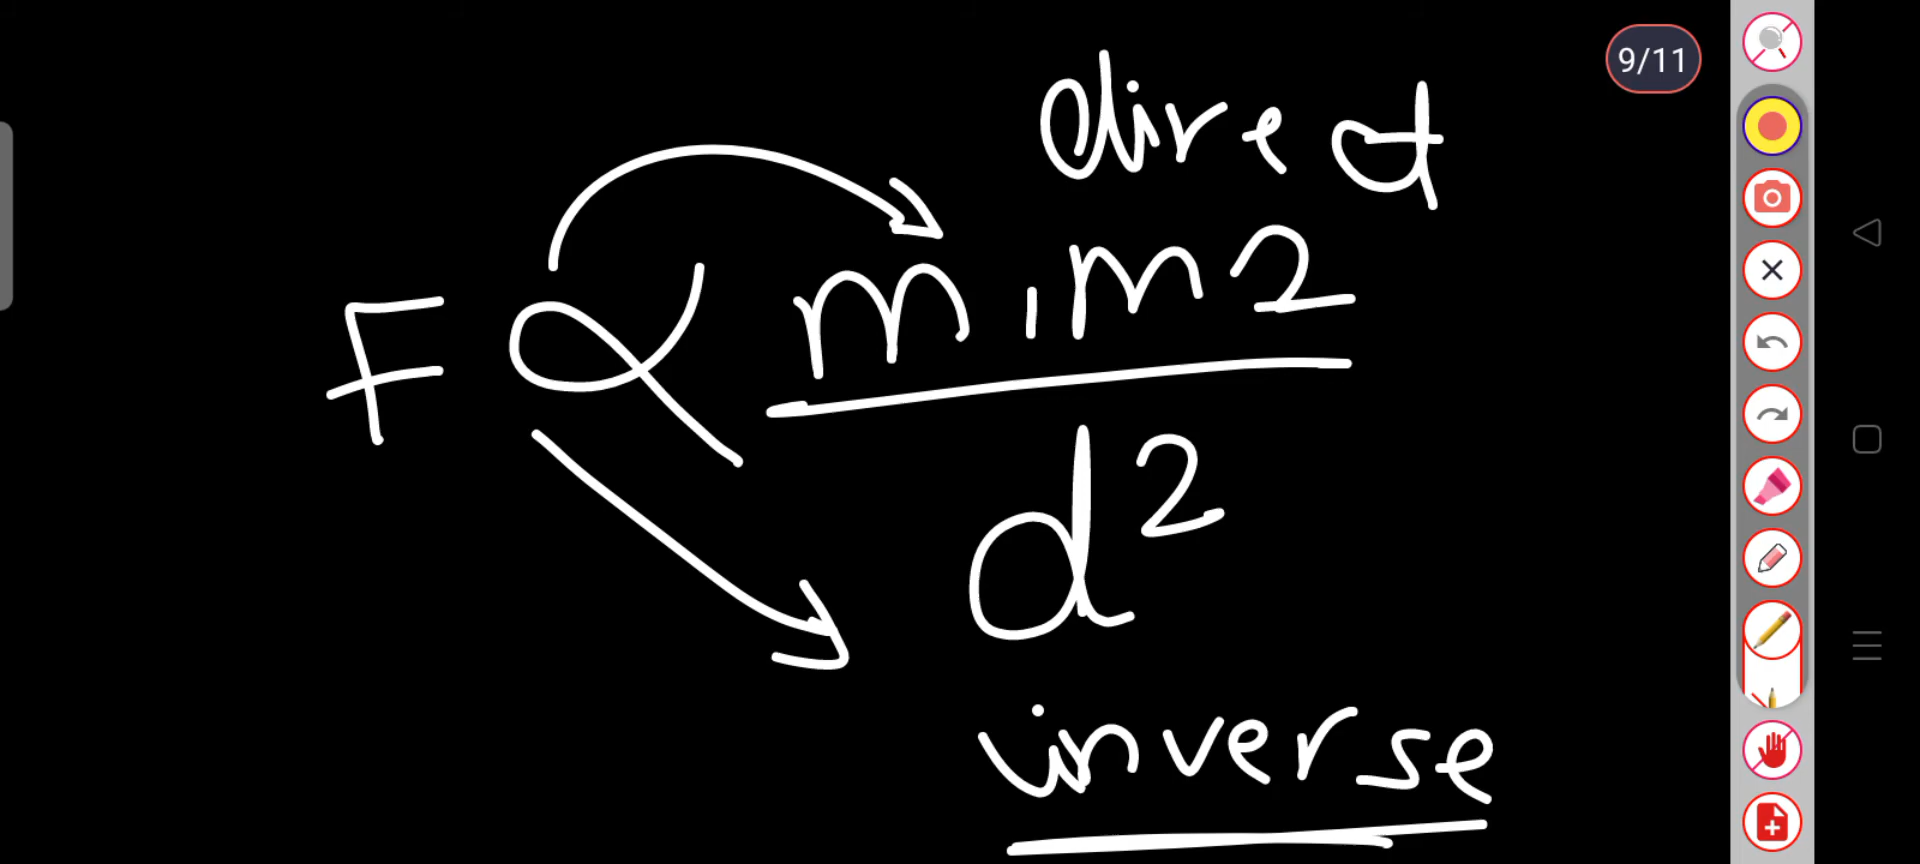 9/11
direct
F ∝ m1m2
d²
inverse